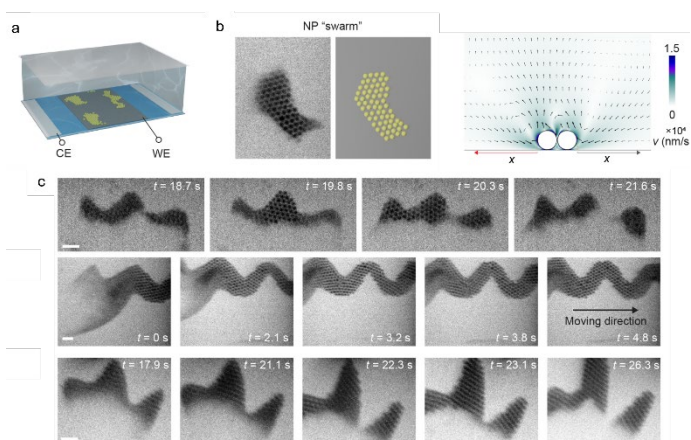 a
CE
WE
b
NP "swarm"
1.5
0
×10⁴
v (nm/s)
x
x
c
t = 18.7 s
t = 19.8 s
t = 20.3 s
t = 21.6 s
t = 0 s
t = 2.1 s
t = 3.2 s
t = 3.8 s
Moving direction
t = 4.8 s
t = 17.9 s
t = 21.1 s
t = 22.3 s
t = 23.1 s
t = 26.3 s